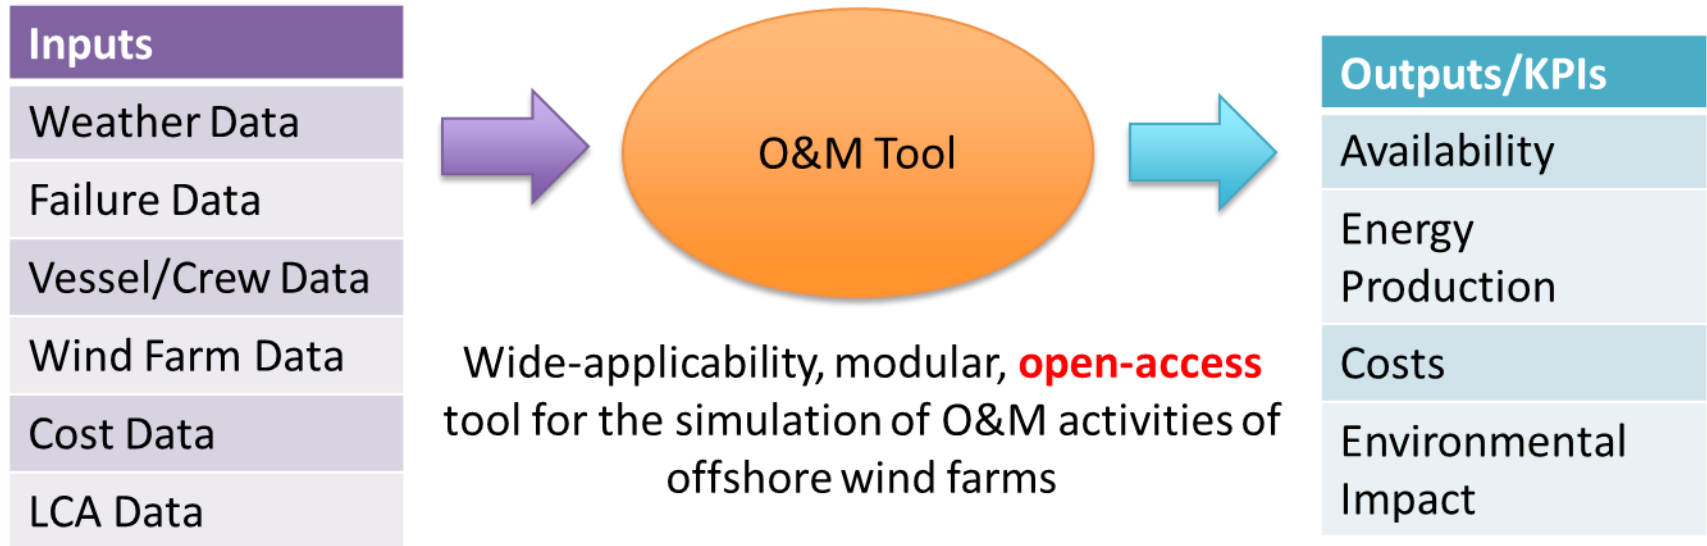 Inputs
Weather Data
Failure Data
Vessel/Crew Data
Wind Farm Data
Cost Data
LCA Data
O&M Tool
Wide-applicability, modular, open-access
tool for the simulation of O&M activities of
offshore wind farms
Outputs/KPIs
Availability
Energy
Production
Costs
Environmental
Impact